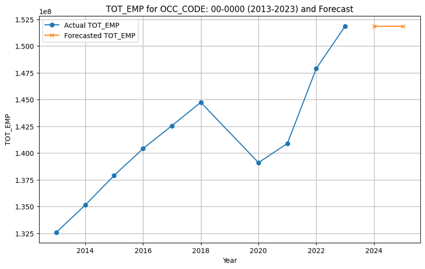 TOT_EMP for OCC_CODE: 00-0000 (2013-2023) and Forecast
1e8
Actual TOT_EMP
Forecasted TOT_EMP
1.525
1.500
1.475
1.450
1.425
1.400
1.375
1.350
1.325
TOT_EMP
2014
2016
2018
2020
2022
2024
Year